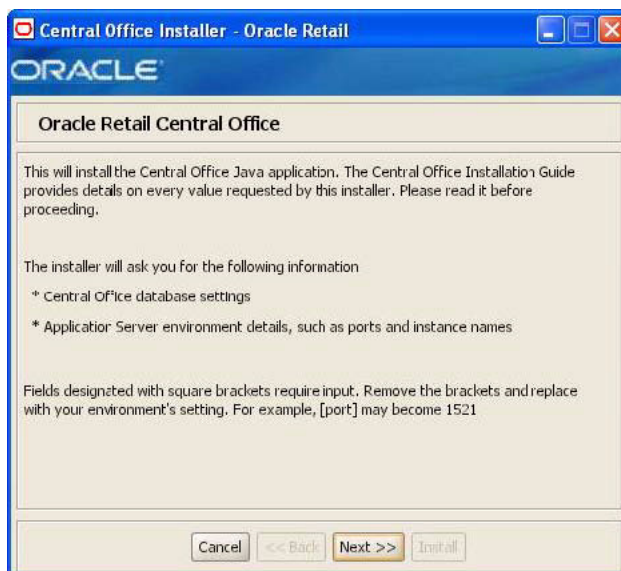 Central Office Installer - Oracle Retail
ORACLE
Oracle Retail Central Office
This will install the Central Office Java application. The Central Office Installation Guide
provides details on every value requested by this installer. Please read it before
proceeding.
The installer will ask you for the following information
* Central Office database settings
* Application Server environment details, such as ports and instance names
Fields designated with square brackets require input. Remove the brackets and replace
with your environment's setting. For example, [port] may become 1521
Cancel
<< Back
Next >>
Install